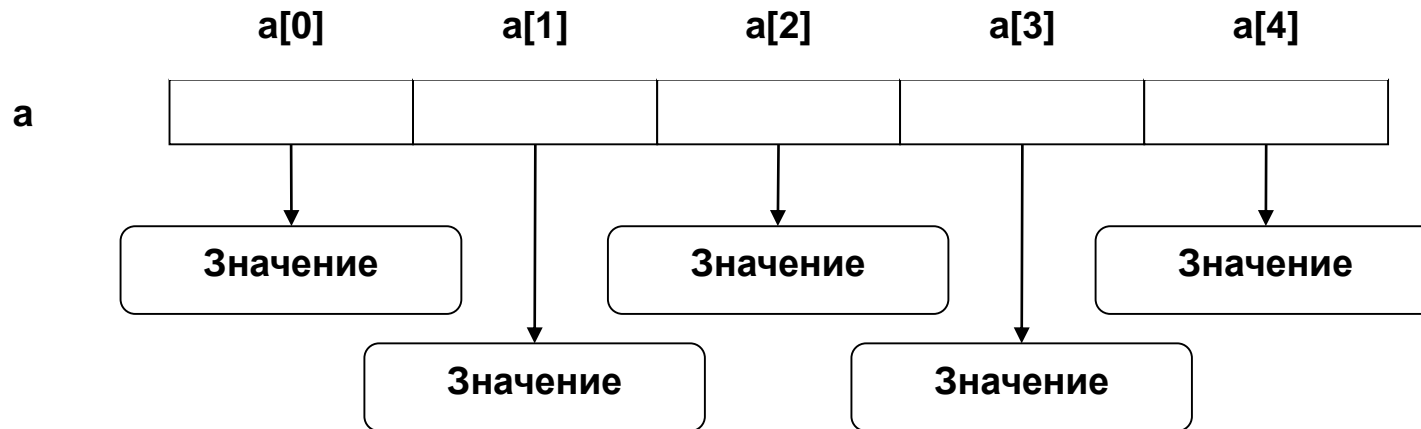 a[0] a[1] a[2] a[3] a[4]
a
Значение Значение Значение
Значение Значение